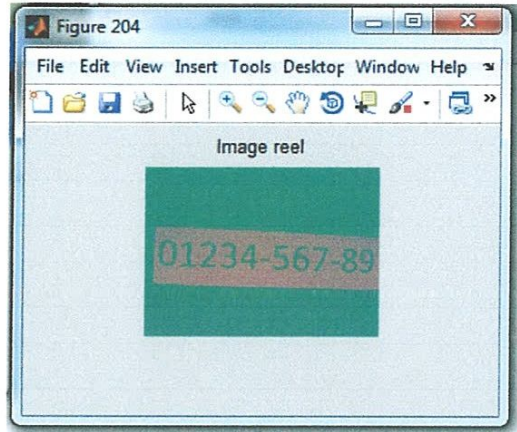 Figure 204
File Edit View Insert Tools Desktop Window Help
Image reel
01234-567-89